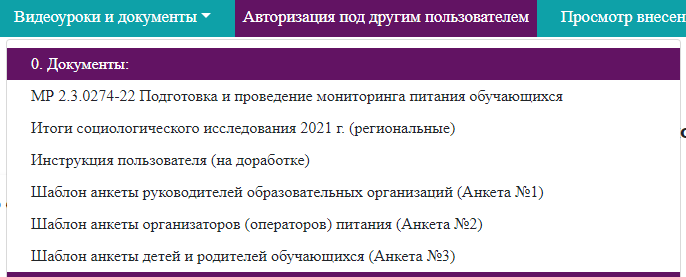 Видеоуроки и документы
Авторизация под другим пользователем
Просмотр внесен
0. Документы:
МР 2.3.0274-22 Подготовка и проведение мониторинга питания обучающихся
Итоги социологического исследования 2021 г. (региональные)
Инструкция пользователя (на доработке)
Шаблон анкеты руководителей образовательных организаций (Анкета №1)
Шаблон анкеты организаторов (операторов) питания (Анкета №2)
Шаблон анкеты детей и родителей обучающихся (Анкета №3)